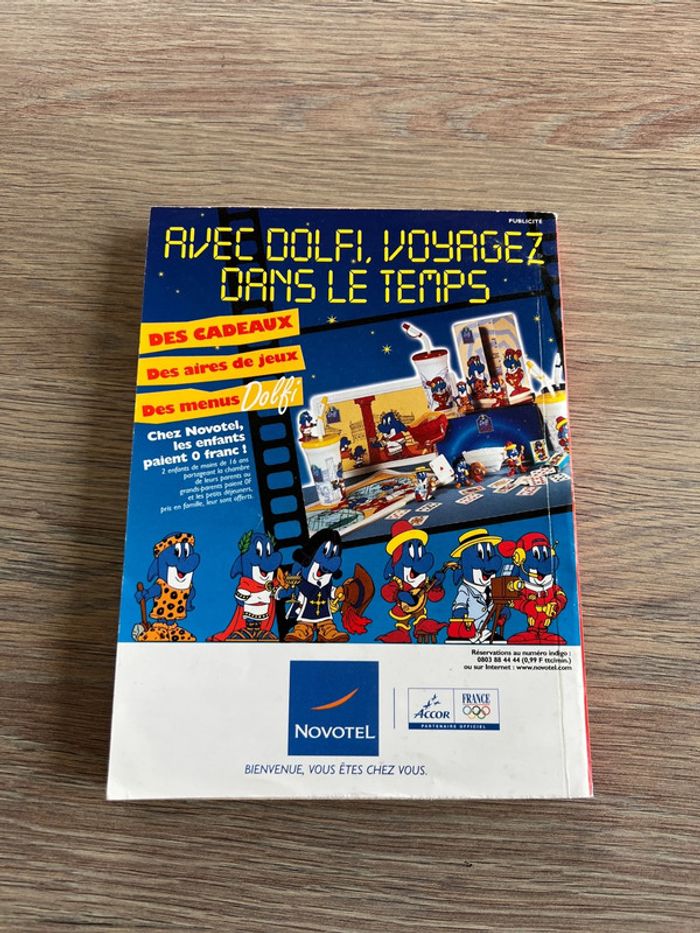 PUBLICITÉ
AVEC DOLFI, VOYAGEZ
DANS LE TEMPS
DES CADEAUX
Des aires de jeux
Des menus Dolfi
Chez Novotel,
les enfants
paient 0 franc !
2 enfants de moins de 16 ans
partageant la chambre
de leurs parents ou
grands-parents paient 0F
et les petits déjeuners,
pris en famille, leur sont offerts.
Réservations au numéro indigo :
0803 88 44 44 (0,99 F ttc/min.)
ou sur Internet : www.novotel.com
NOVOTEL
ACCOR
FRANCE
PARTENAIRE OFFICIEL
BIENVENUE, VOUS ÊTES CHEZ VOUS.